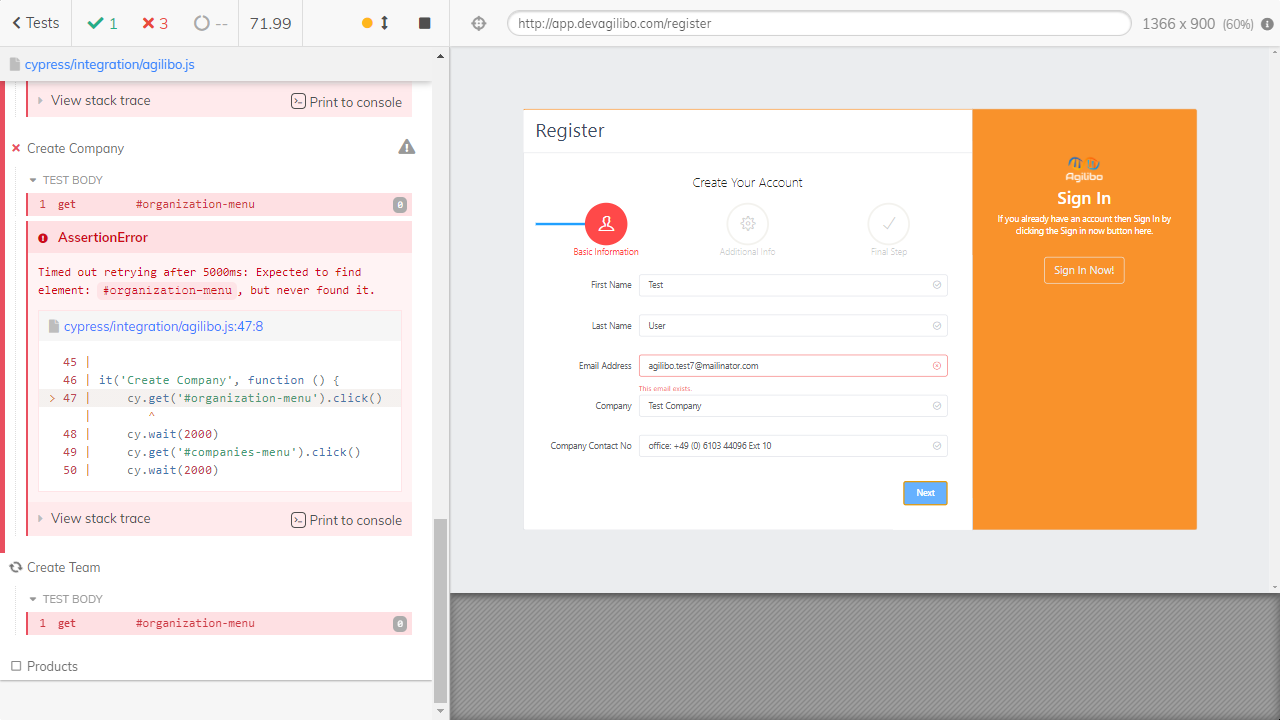 Tests
1
3
--
71.99
http://app.devagilibo.com/register
1366 x 900 (60%)
cypress/integration/agilibo.js
View stack trace
Print to console
Create Company
TEST BODY
1 get #organization-menu 0
AssertionError
Timed out retrying after 5000ms: Expected to find
element: #organization-menu, but never found it.
cypress/integration/agilibo.js:47:8
45 |
46 | it('Create Company', function () {
> 47 |     cy.get('#organization-menu').click()
|        ^
48 |     cy.wait(2000)
49 |     cy.get('#companies-menu').click()
50 |     cy.wait(2000)
View stack trace
Print to console
Create Team
TEST BODY
1 get #organization-menu 0
Products
Register
Create Your Account
Basic Information
Additional Info
Final Step
First Name Test
Last Name User
Email Address agilibo.test7@mailinator.com
This email exists.
Company Test Company
Company Contact No office: +49 (0) 6103 44096 Ext 10
Next
Agilibo
Sign In
If you already have an account then Sign In by
clicking the Sign in now button here.
Sign In Now!